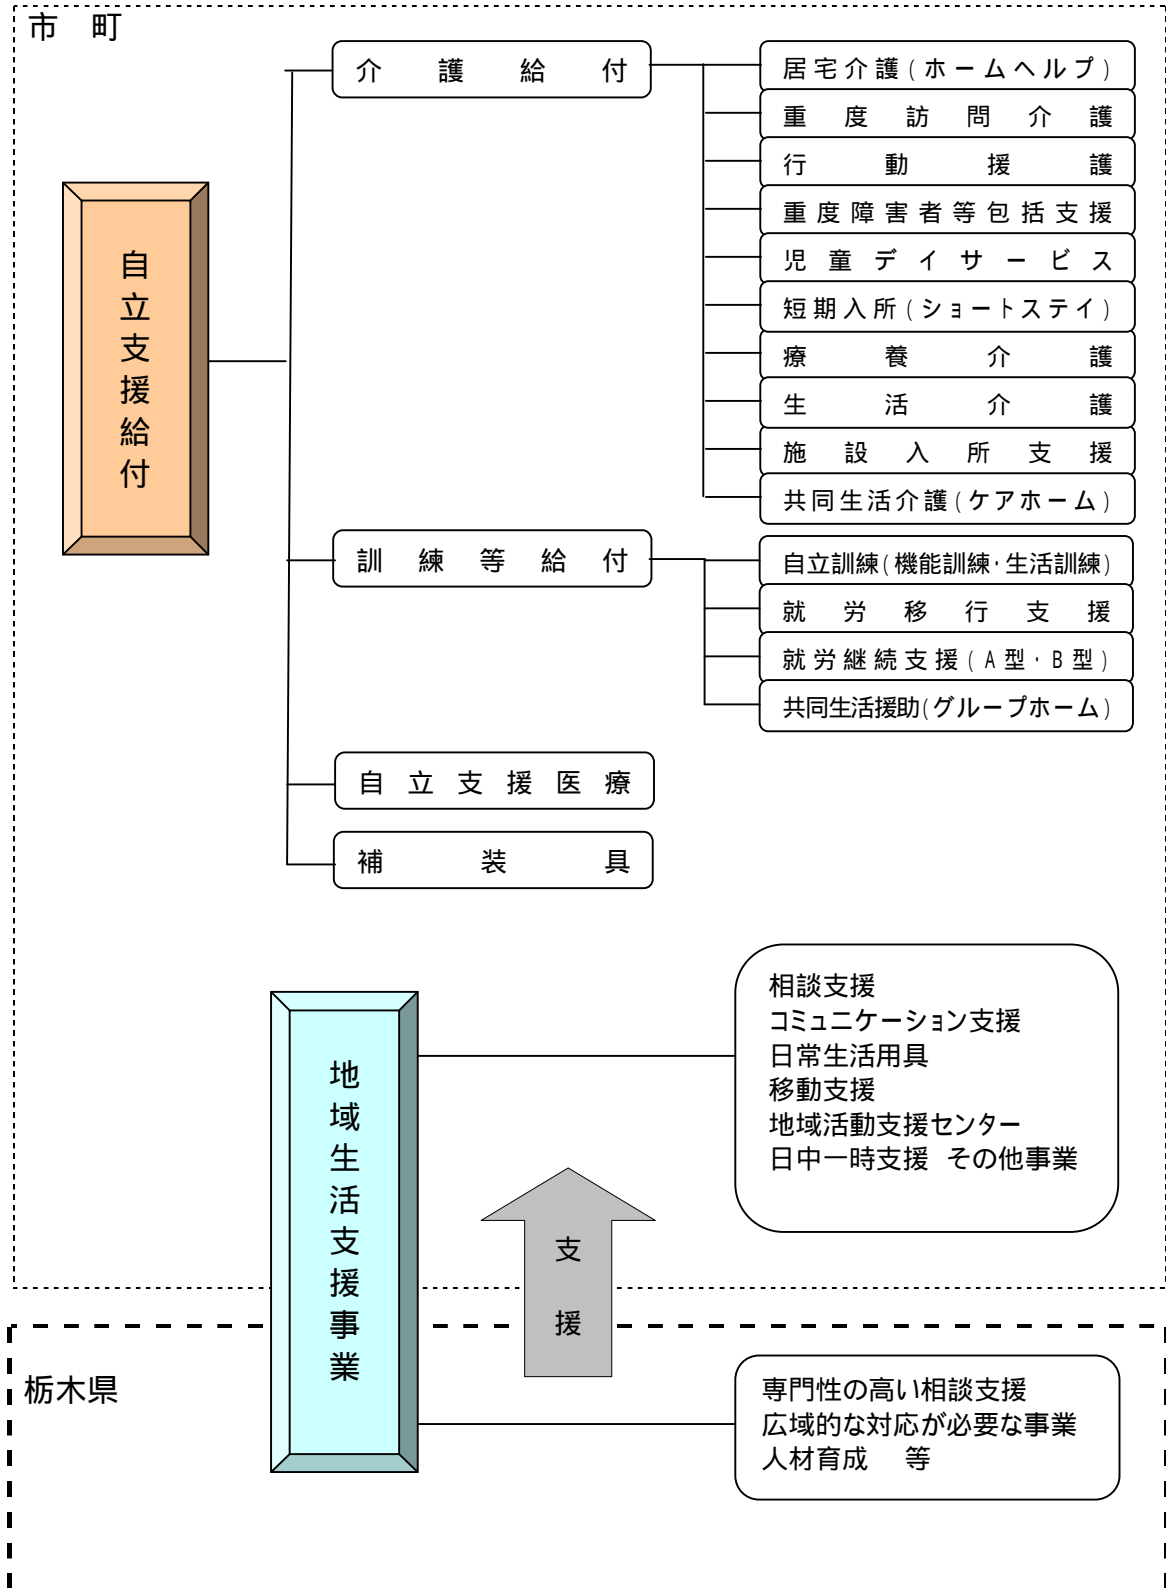 市 町
介護給付
居宅介護(ホームヘルプ)
重度訪問介護
行動援護
重度障害者等包括支援
児童デイサービス
短期入所(ショートステイ)
療養介護
生活介護
施設入所支援
共同生活介護(ケアホーム)
自立支援給付
訓練等給付
自立訓練(機能訓練・生活訓練)
就労移行支援
就労継続支援(A型・B型)
共同生活援助(グループホーム)
自立支援医療
補装具
地域生活支援事業
相談支援
コミュニケーション支援
日常生活用具
移動支援
地域活動支援センター
日中一時支援 その他事業
支援
栃木県
専門性の高い相談支援
広域的な対応が必要な事業
人材育成 等